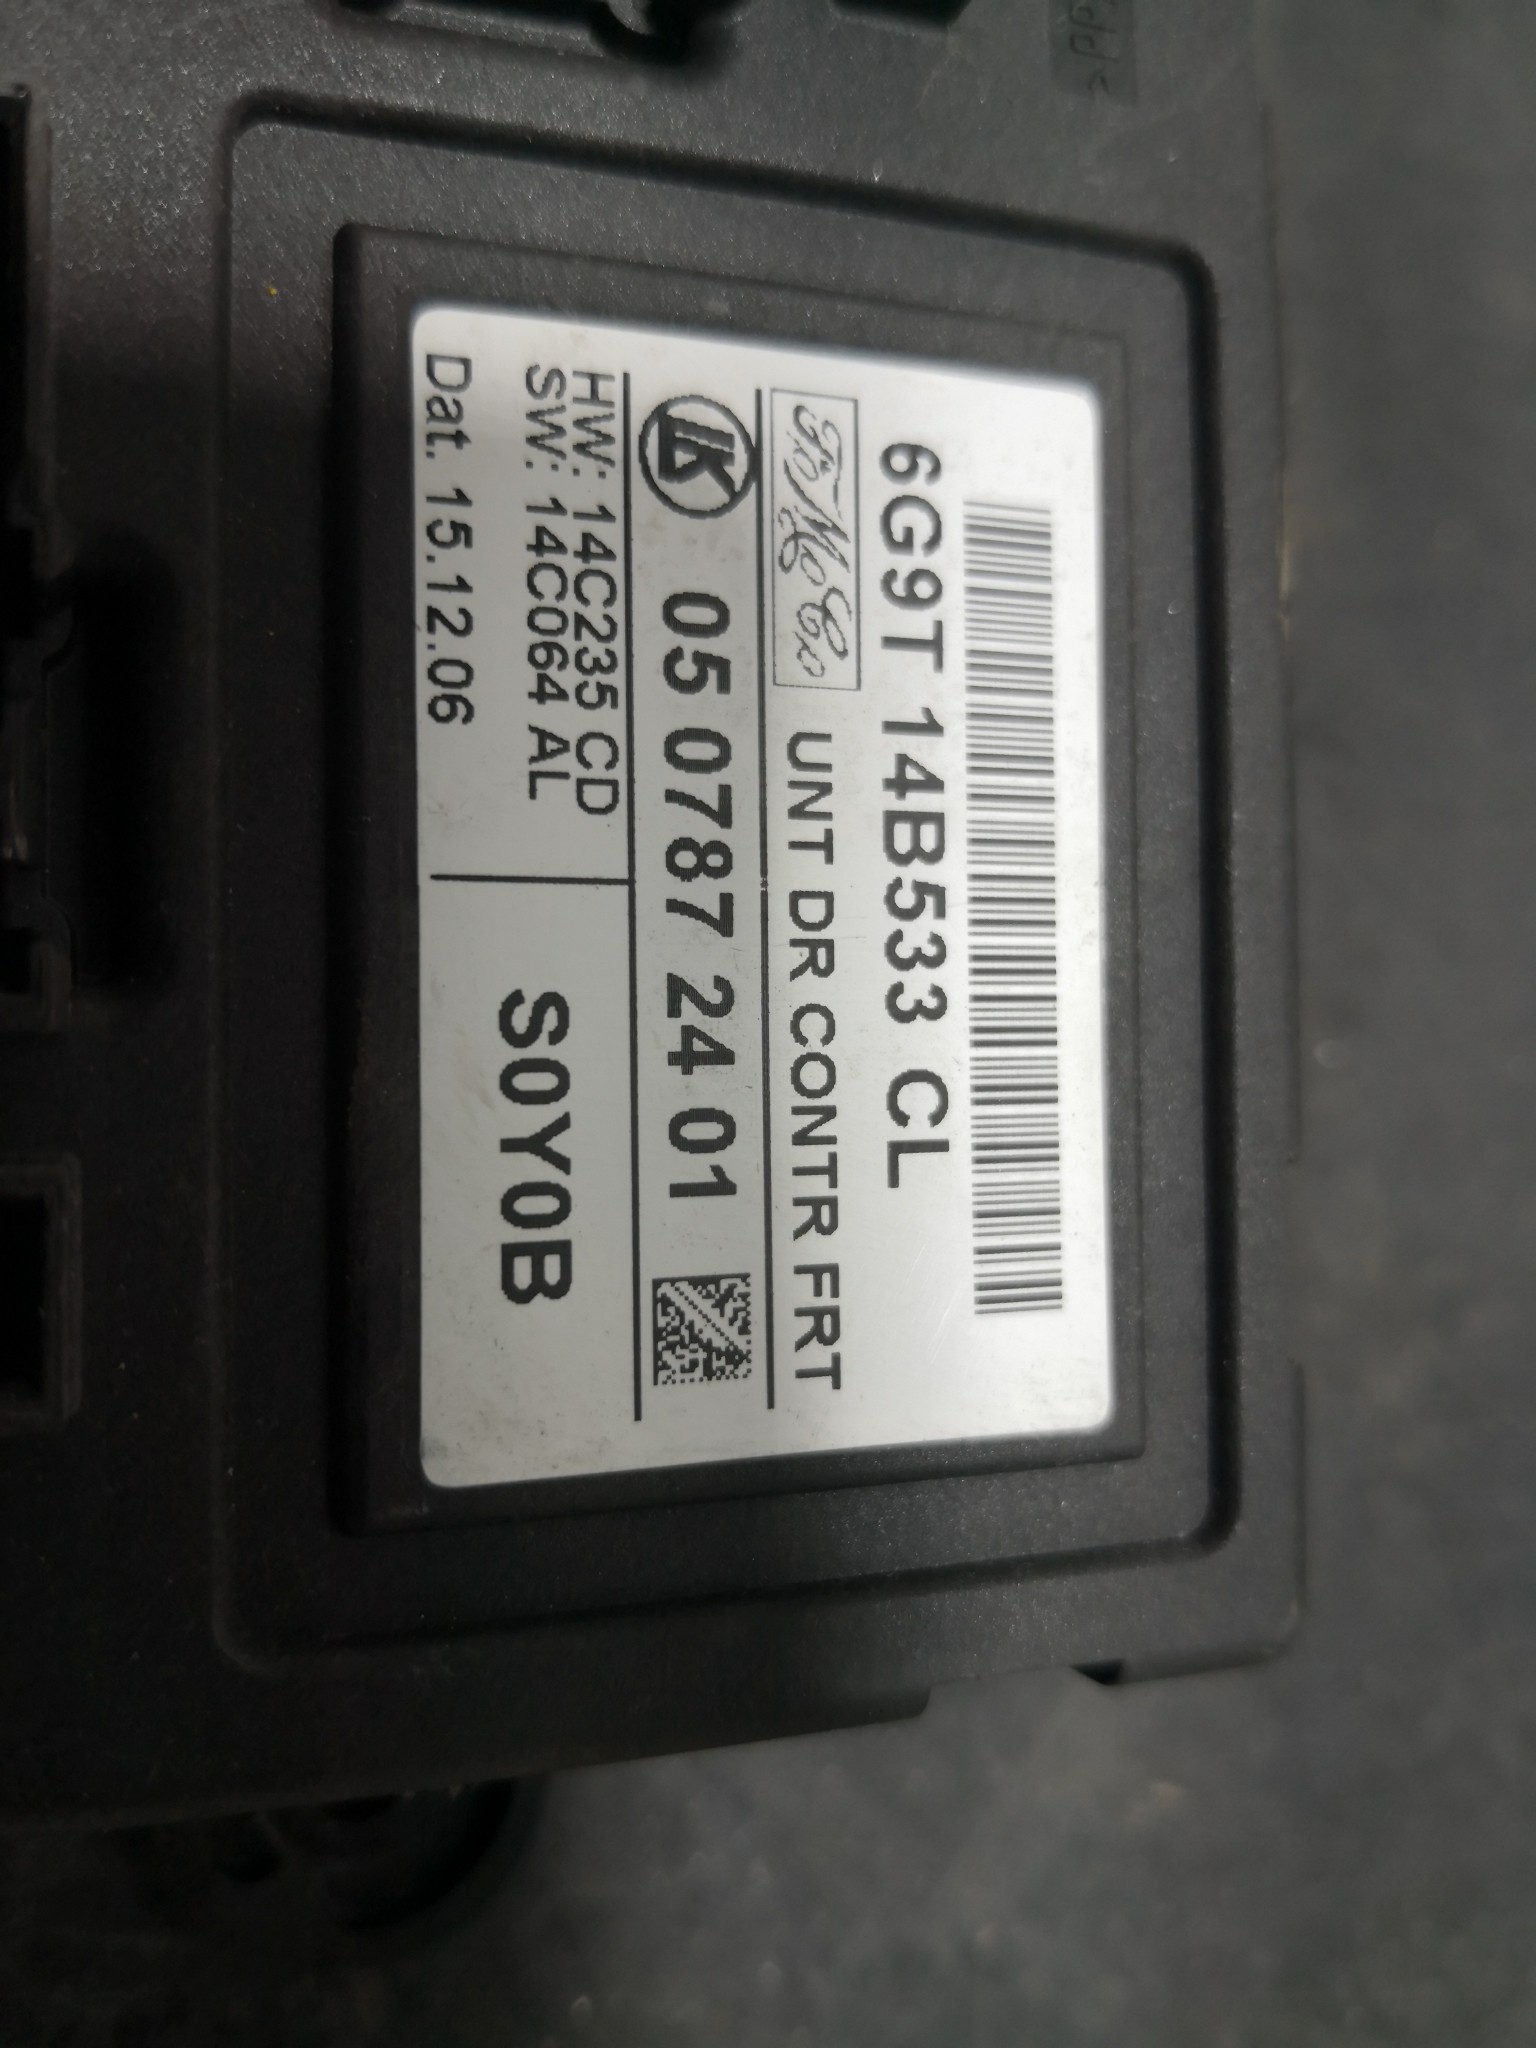 6G9T 14B533 CL
FoMoCo UNT DR CONTR FRT
05 0787 24 01
HW: 14C235 CD
SW: 14C064 AL
S0Y0B
Dat. 15.12.06